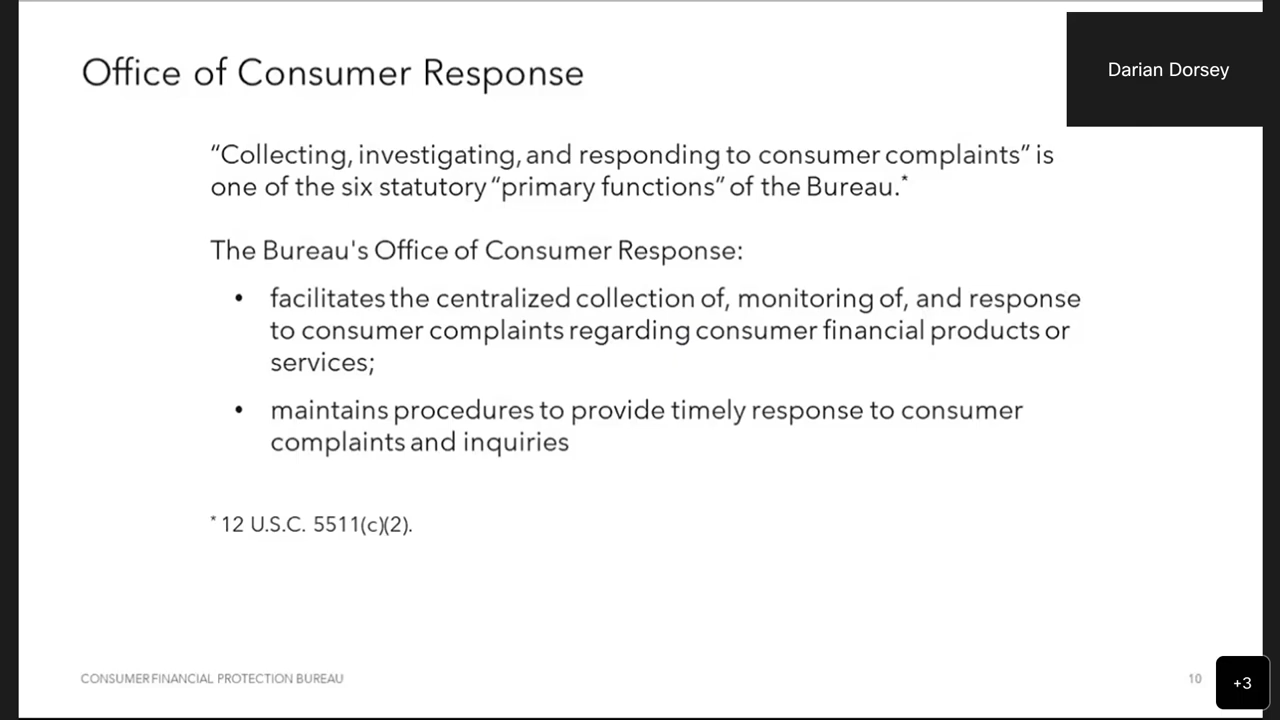 Office of Consumer Response
Darian Dorsey
“Collecting, investigating, and responding to consumer complaints” is
one of the six statutory “primary functions” of the Bureau.*
The Bureau's Office of Consumer Response:
• facilitates the centralized collection of, monitoring of, and response
to consumer complaints regarding consumer financial products or
services;
• maintains procedures to provide timely response to consumer
complaints and inquiries
* 12 U.S.C. 5511(c)(2).
CONSUMER FINANCIAL PROTECTION BUREAU
10
+3